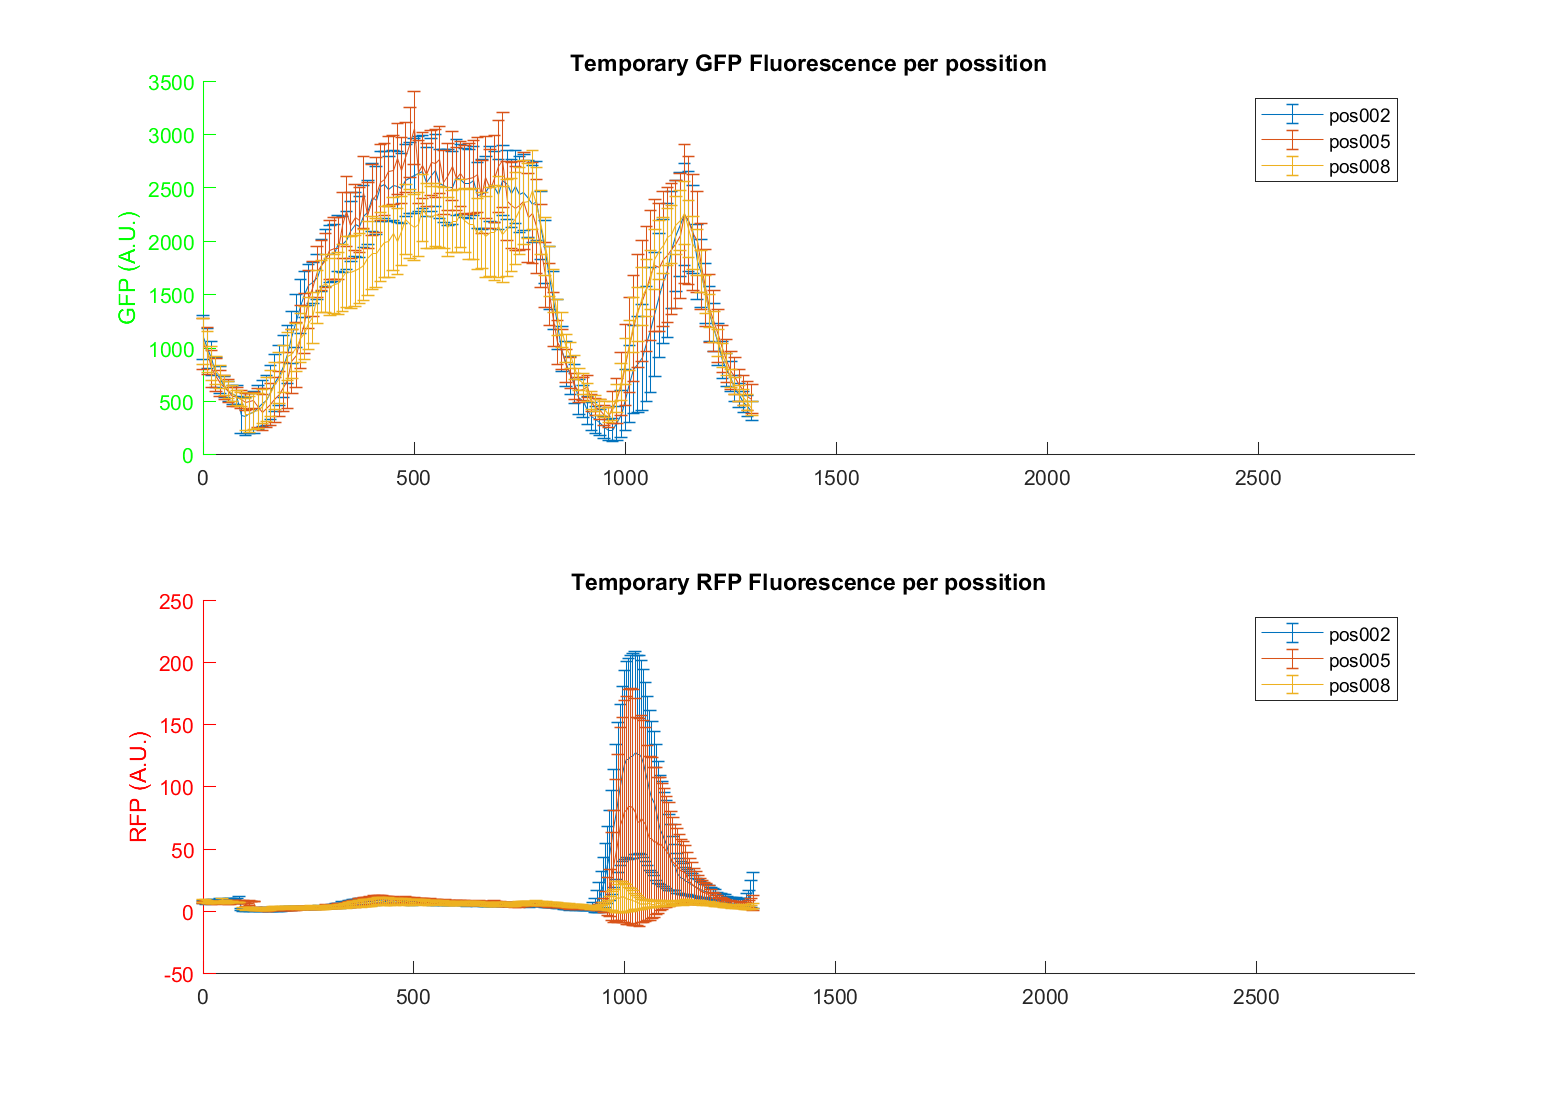 Temporary GFP Fluorescence per possition
3500
3000
2500
2000
1500
1000
500
0
GFP (A.U.)
pos002
pos005
pos008
0 500 1000 1500 2000 2500
Temporary RFP Fluorescence per possition
250
200
150
100
50
0
-50
RFP (A.U.)
pos002
pos005
pos008
0 500 1000 1500 2000 2500